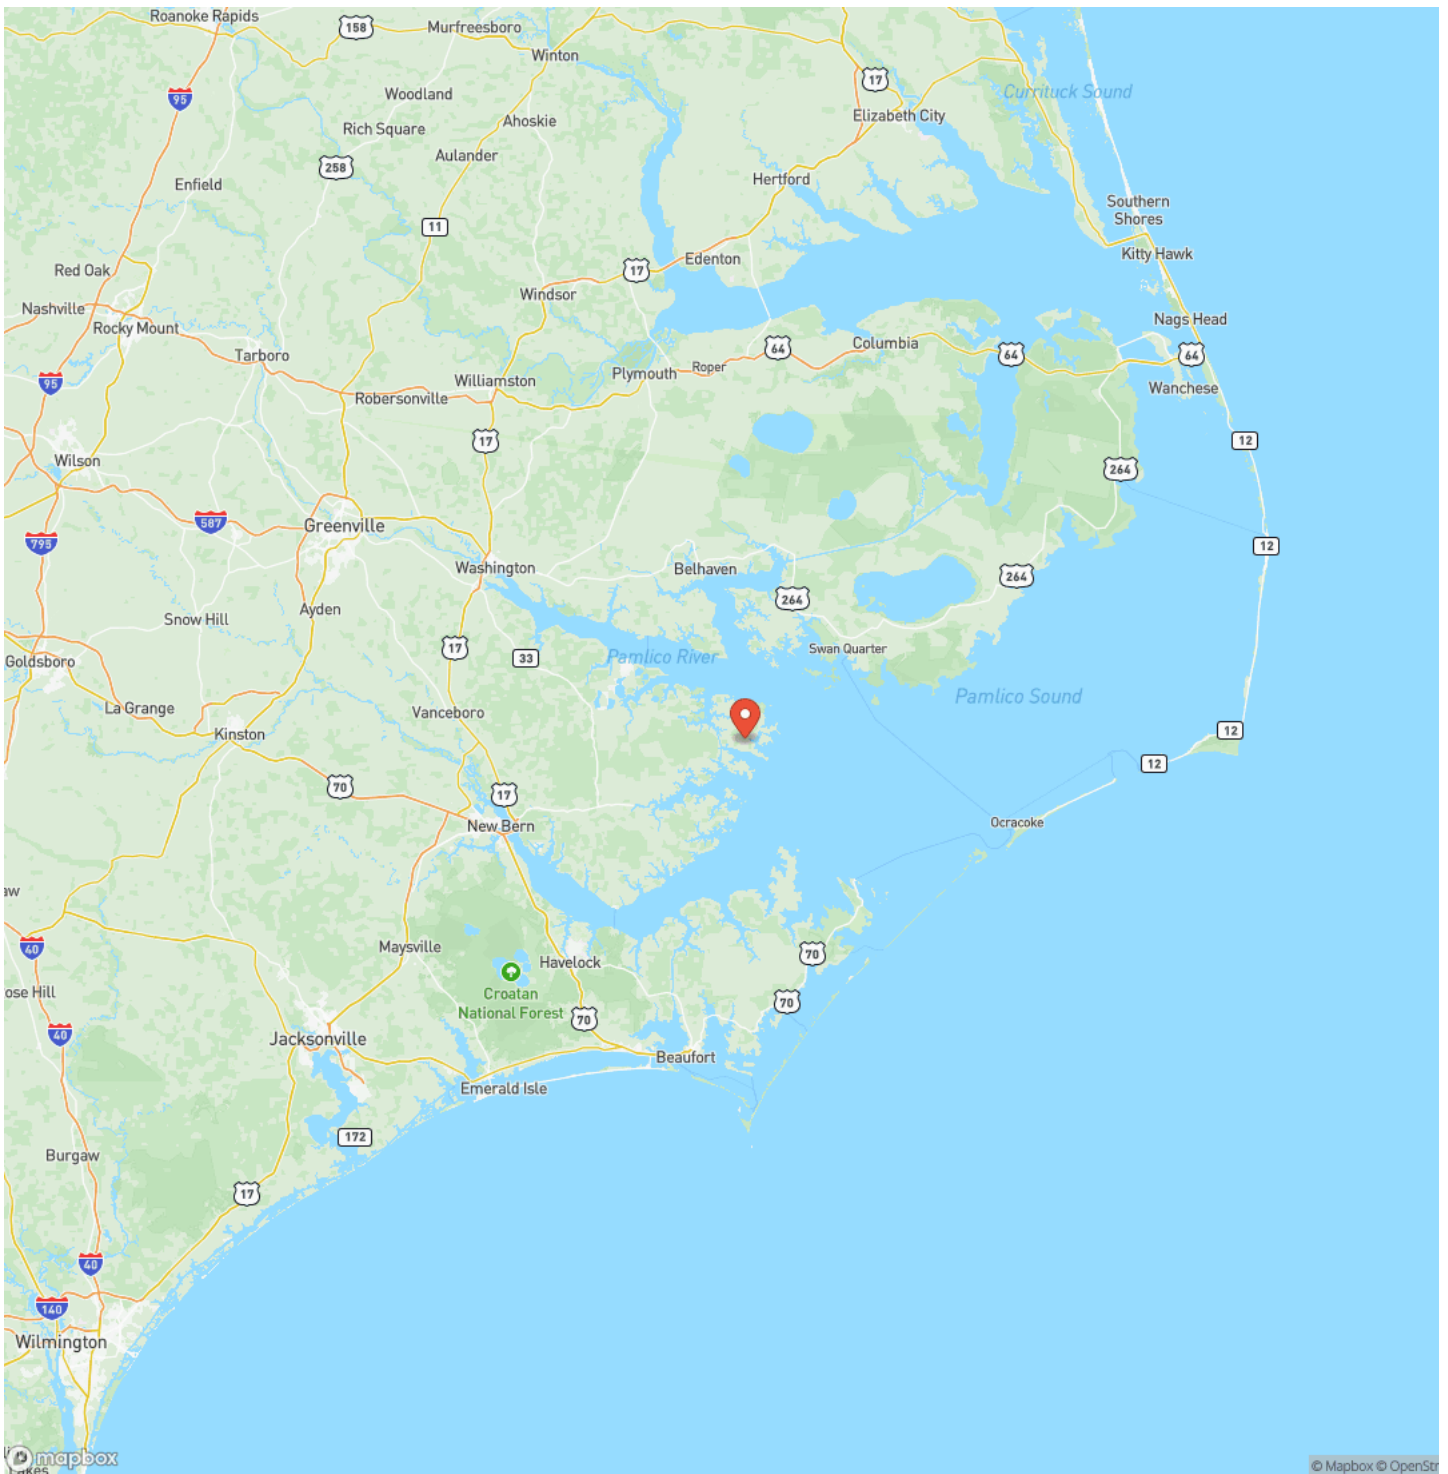 Roanoke Rapids
158
Murfreesboro
Winton
17
Currituck Sound
95
Woodland
Elizabeth City
Rich Square
Ahoskie
Aulander
258
Hertford
Enfield
Southern
Shores
11
Kitty Hawk
Edenton
Red Oak
17
Windsor
Nashville
Rocky Mount
Nags Head
Columbia
64
64
64
Tarboro
Roper
Plymouth
95
Williamston
Wanchese
Robersonville
17
12
Wilson
264
587
Greenville
795
12
Washington
Belhaven
264
264
Ayden
Snow Hill
17
33
Pamlico River
Swan Quarter
Goldsboro
Pamlico Sound
La Grange
Vanceboro
12
Kinston
12
70
17
New Bern
Ocracoke
aw
40
Maysville
70
Havelock
ose Hill
Croatan
National Forest
70
70
40
Jacksonville
Beaufort
Emerald Isle
172
Burgaw
17
40
140
Wilmington
mapbox
Lakes
© Mapbox © OpenStr